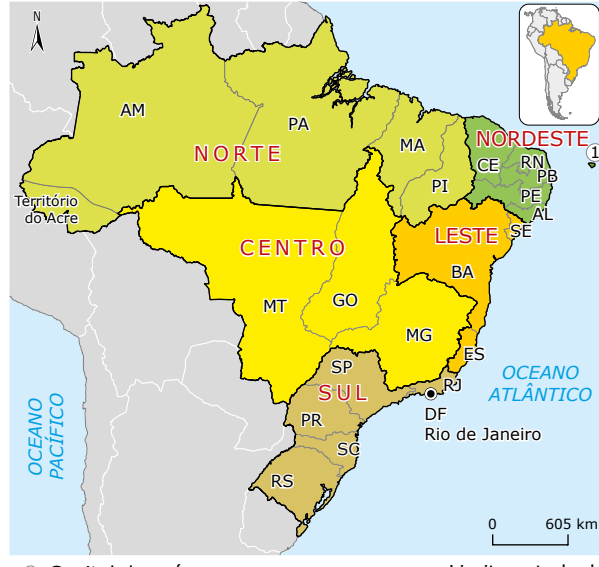 N
AM
PA
NORTE
MA
PI
NORDESTE
1
CE
RN
PB
PE
AL
SE
Território
do Acre
CENTRO
LESTE
BA
MT
GO
MG
ES
SP
RJ
SUL
DF
Rio de Janeiro
PR
SC
RS
OCEANO
ATLÂNTICO
OCEANO
PACÍFICO
0 605 km